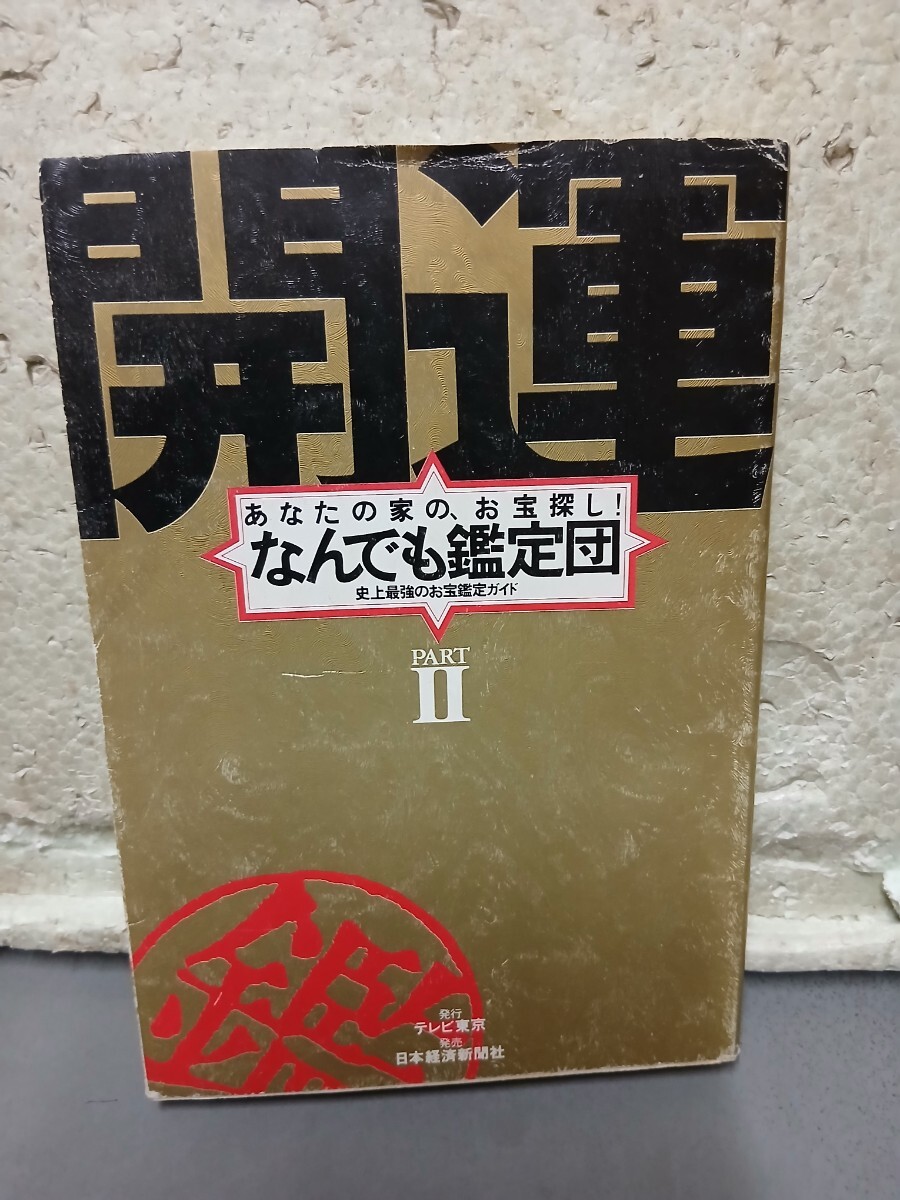 開運
あなたの家の、お宝探し!
なんでも鑑定団
史上最強のお宝鑑定ガイド
PART
II
鑑
発行
テレビ東京
発売
日本経済新聞社